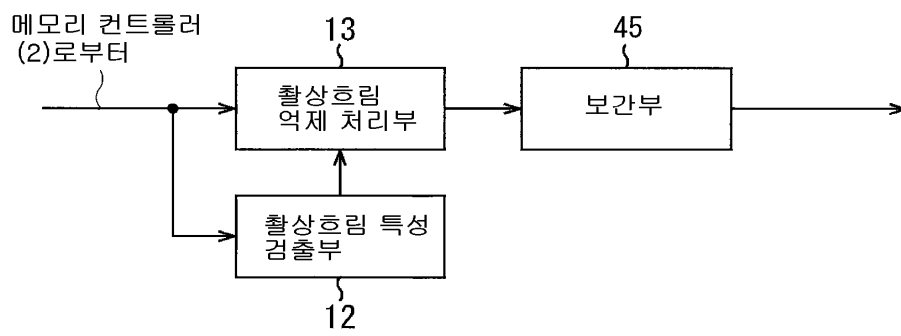 메모리 컨트롤러
(2)로부터
13
45
촬상흐림
억제 처리부
보간부
촬상흐림 특성
검출부
12